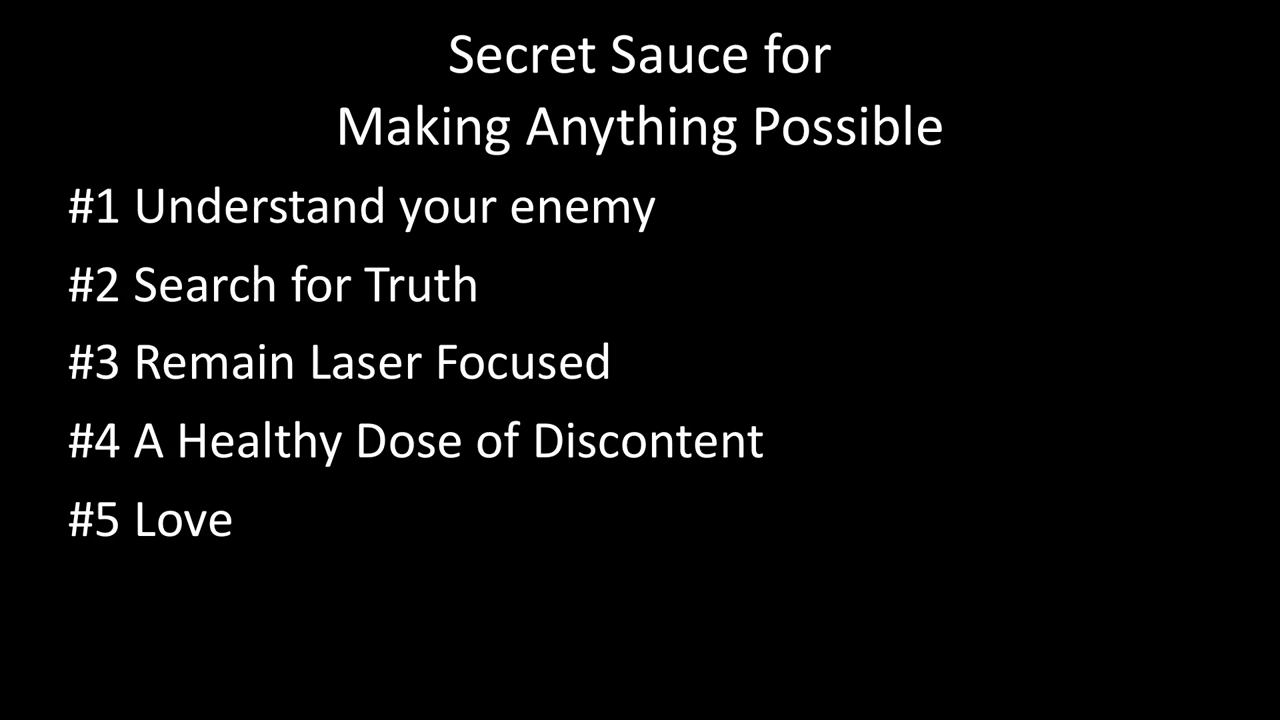 Secret Sauce for
Making Anything Possible
#1 Understand your enemy
#2 Search for Truth
#3 Remain Laser Focused
#4 A Healthy Dose of Discontent
#5 Love